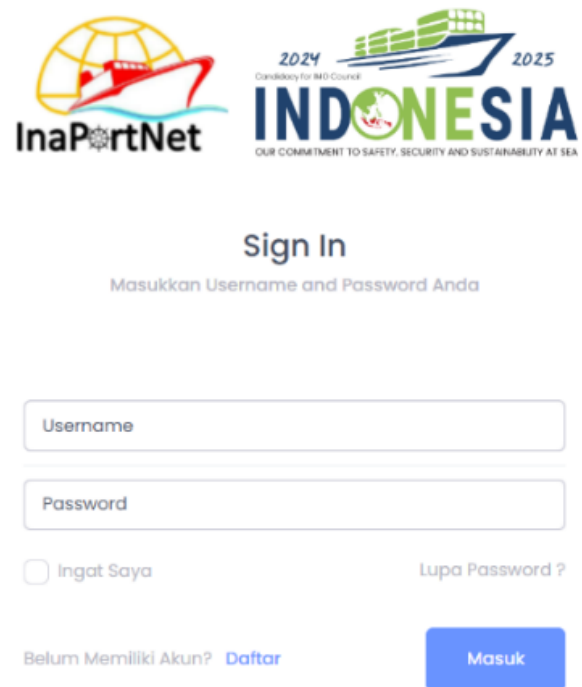 InaPortNet
2024
2025
Candidacy for IMO Council
INDONESIA
OUR COMMITMENT TO SAFETY, SECURITY AND SUSTAINABILITY AT SEA
Sign In
Masukkan Username and Password Anda
Username
Password
Ingat Saya
Lupa Password ?
Belum Memiliki Akun? Daftar
Masuk